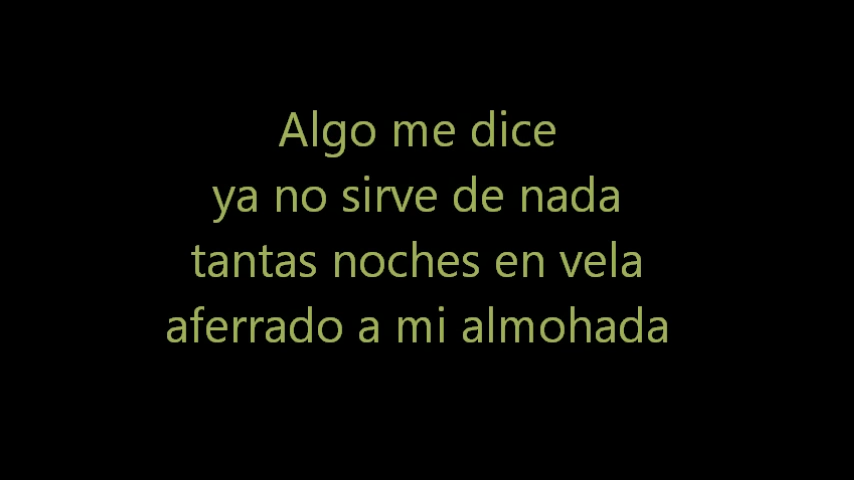 Algo me dice
ya no sirve de nada
tantas noches en vela
aferrado a mi almohada